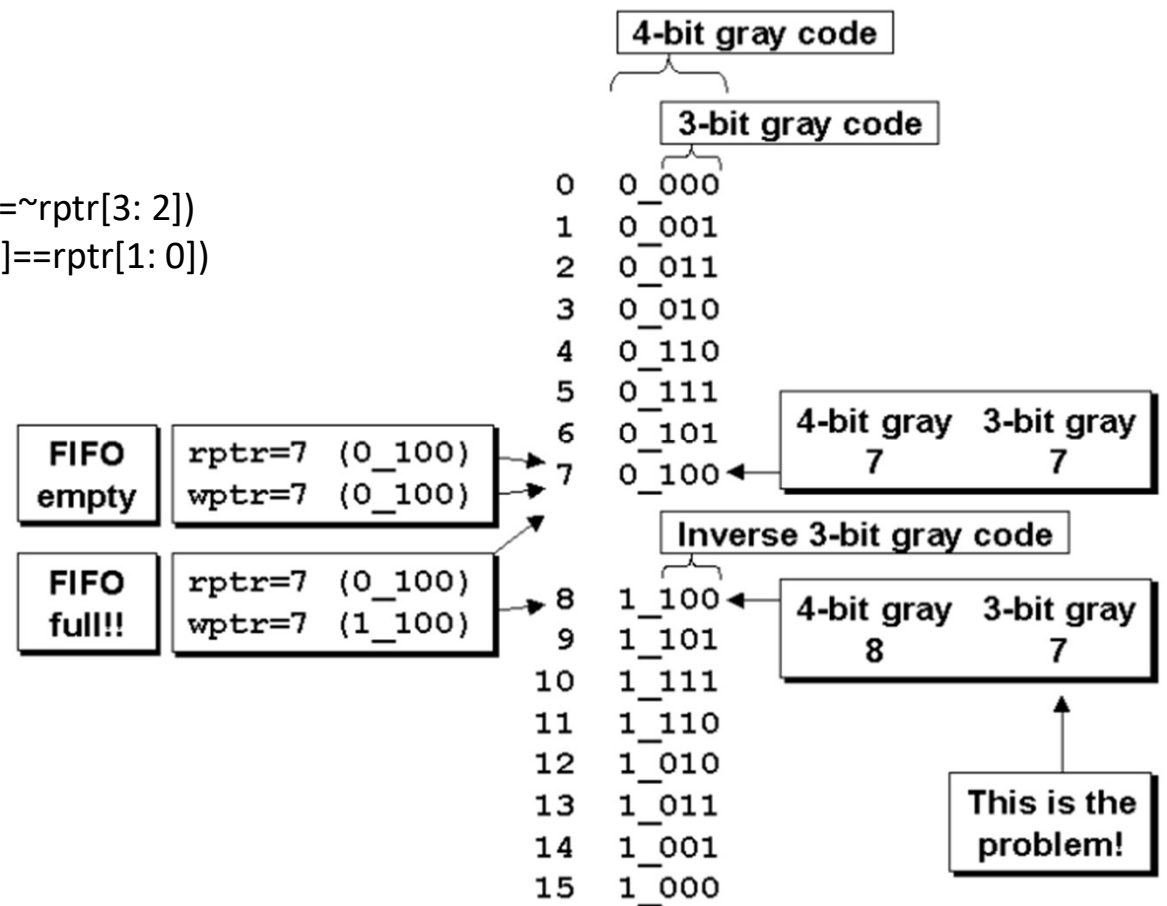 4-bit gray code
3-bit gray code
=~rptr[3: 2])
]==rptr[1: 0])
0 0_000
1 0_001
2 0_011
3 0_010
4 0_110
5 0_111
6 0_101
7 0_100
FIFO
empty
rptr=7 (0_100)
wptr=7 (0_100)
4-bit gray 3-bit gray
7 7
Inverse 3-bit gray code
FIFO
full!!
rptr=7 (0_100)
wptr=7 (1_100)
8 1_100
9 1_101
10 1_111
11 1_110
12 1_010
13 1_011
14 1_001
15 1_000
4-bit gray 3-bit gray
8 7
This is the
problem!